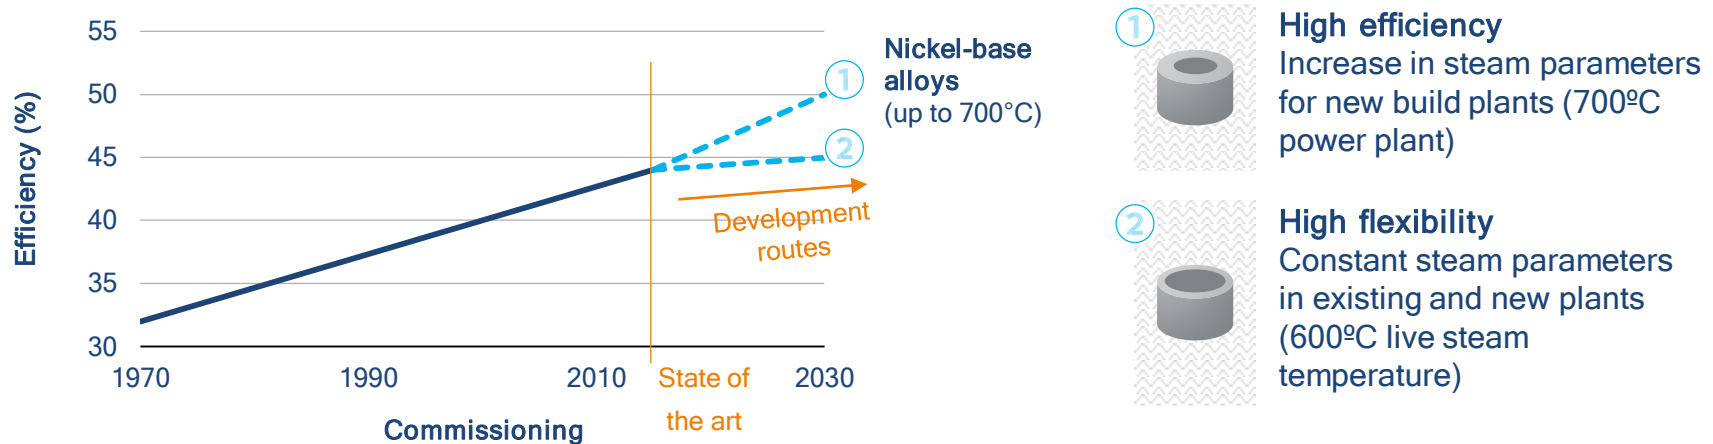 55
50
45
40
35
30
Efficiency (%)
1970
1990
2010
2030
Commissioning
State of
the art
Development
routes
1
2
Nickel-base
alloys
(up to 700°C)
1
High efficiency
Increase in steam parameters
for new build plants (700ºC
power plant)
2
High flexibility
Constant steam parameters
in existing and new plants
(600ºC live steam
temperature)